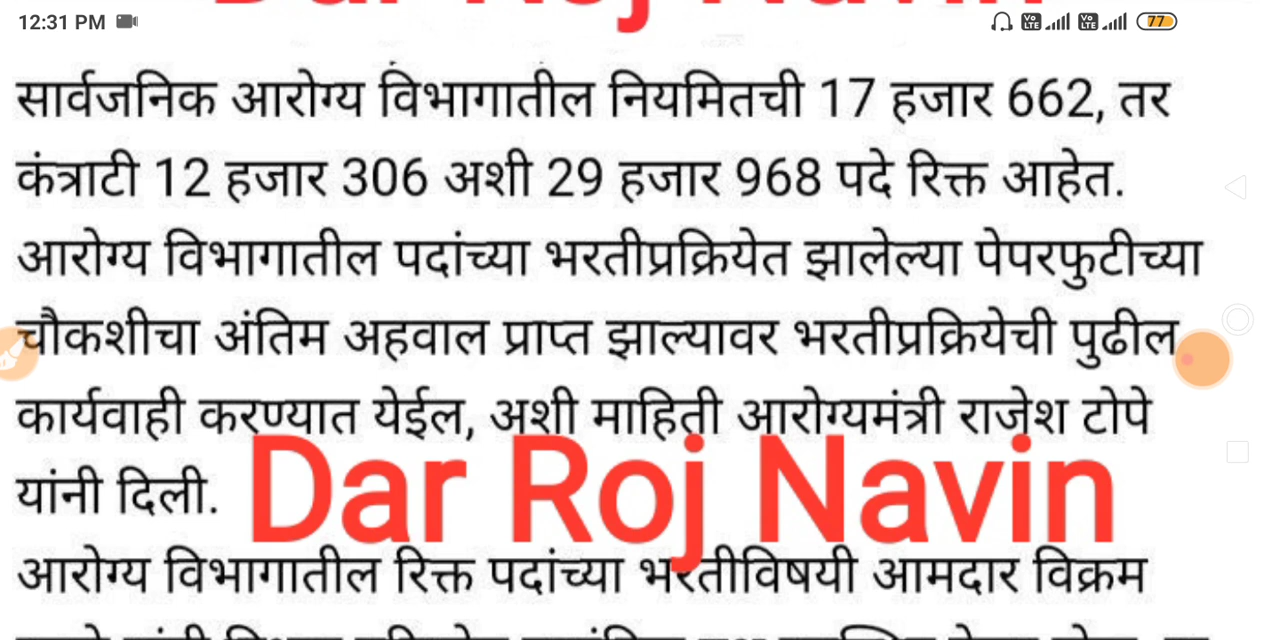 12:31 PM
77
सार्वजनिक आरोग्य विभागातील नियमितची 17 हजार 662, तर
कंत्राटी 12 हजार 306 अशी 29 हजार 968 पदे रिक्त आहेत.
आरोग्य विभागातील पदांच्या भरतीप्रक्रियेत झालेल्या पेपरफुटीच्या
चौकशीचा अंतिम अहवाल प्राप्त झाल्यावर भरतीप्रक्रियेची पुढील
कार्यवाही करण्यात येईल, अशी माहिती आरोग्यमंत्री राजेश टोपे
यांनी दिली.
Dar Roj Navin
आरोग्य विभागातील रिक्त पदांच्या भरतीविषयी आमदार विक्रम